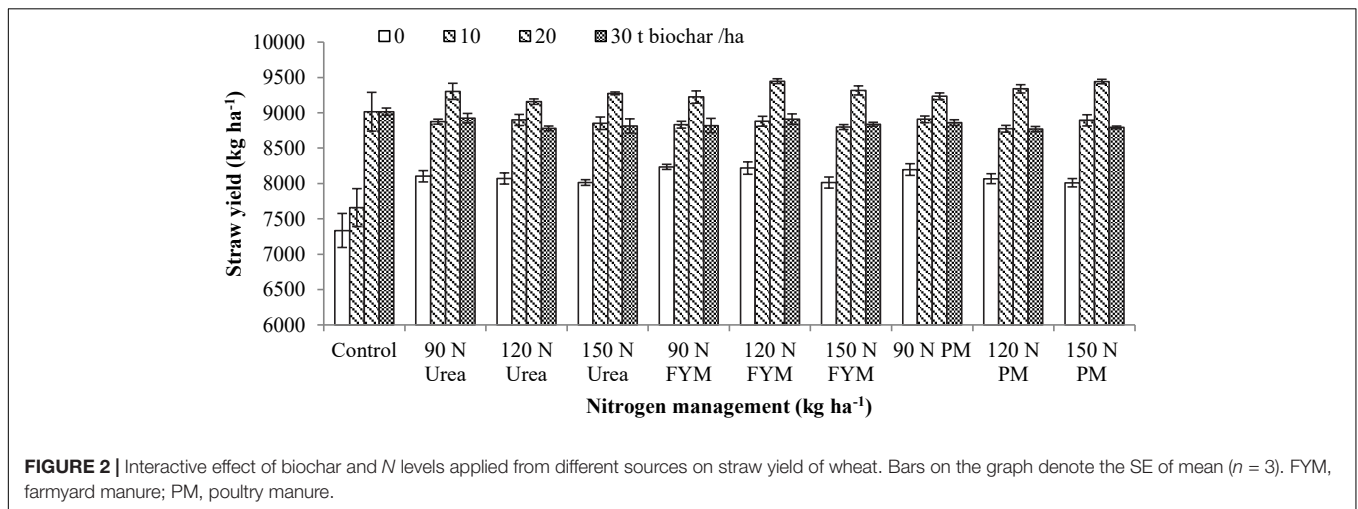 0 10 20 30 t biochar /ha
10000
9500
9000
8500
8000
7500
7000
6500
6000
Straw yield (kg ha⁻¹)
Control 90 N Urea 120 N Urea 150 N Urea 90 N FYM 120 N FYM 150 N FYM 90 N PM 120 N PM 150 N PM
Nitrogen management (kg ha⁻¹)
FIGURE 2 | Interactive effect of biochar and N levels applied from different sources on straw yield of wheat. Bars on the graph denote the SE of mean (n = 3). FYM,
farmyard manure; PM, poultry manure.